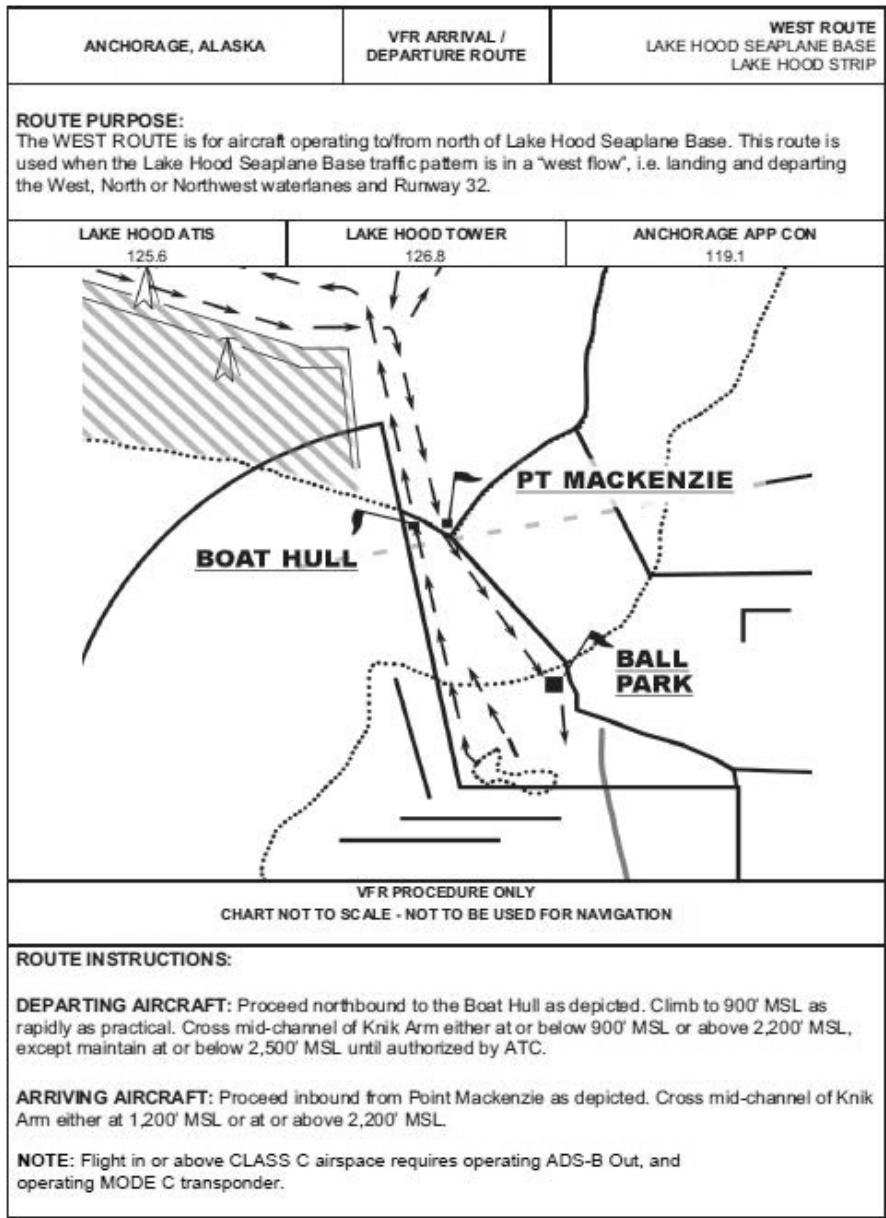 ANCHORAGE, ALASKA
VFR ARRIVAL /
DEPARTURE ROUTE
WEST ROUTE
LAKE HOOD SEAPLANE BASE
LAKE HOOD STRIP
ROUTE PURPOSE:
The WEST ROUTE is for aircraft operating to/from north of Lake Hood Seaplane Base. This route is
used when the Lake Hood Seaplane Base traffic pattern is in a “west flow”, i.e. landing and departing
the West, North or Northwest waterlanes and Runway 32.
LAKE HOOD ATIS
125.6
LAKE HOOD TOWER
126.8
ANCHORAGE APP CON
119.1
PT MACKENZIE
BOAT HULL
BALL
PARK
VFR PROCEDURE ONLY
CHART NOT TO SCALE - NOT TO BE USED FOR NAVIGATION
ROUTE INSTRUCTIONS:
DEPARTING AIRCRAFT: Proceed northbound to the Boat Hull as depicted. Climb to 900' MSL as
rapidly as practical. Cross mid-channel of Knik Arm either at or below 900' MSL or above 2,200' MSL,
except maintain at or below 2,500' MSL until authorized by ATC.
ARRIVING AIRCRAFT: Proceed inbound from Point Mackenzie as depicted. Cross mid-channel of Knik
Arm either at 1,200' MSL or at or above 2,200' MSL.
NOTE: Flight in or above CLASS C airspace requires operating ADS-B Out, and
operating MODE C transponder.